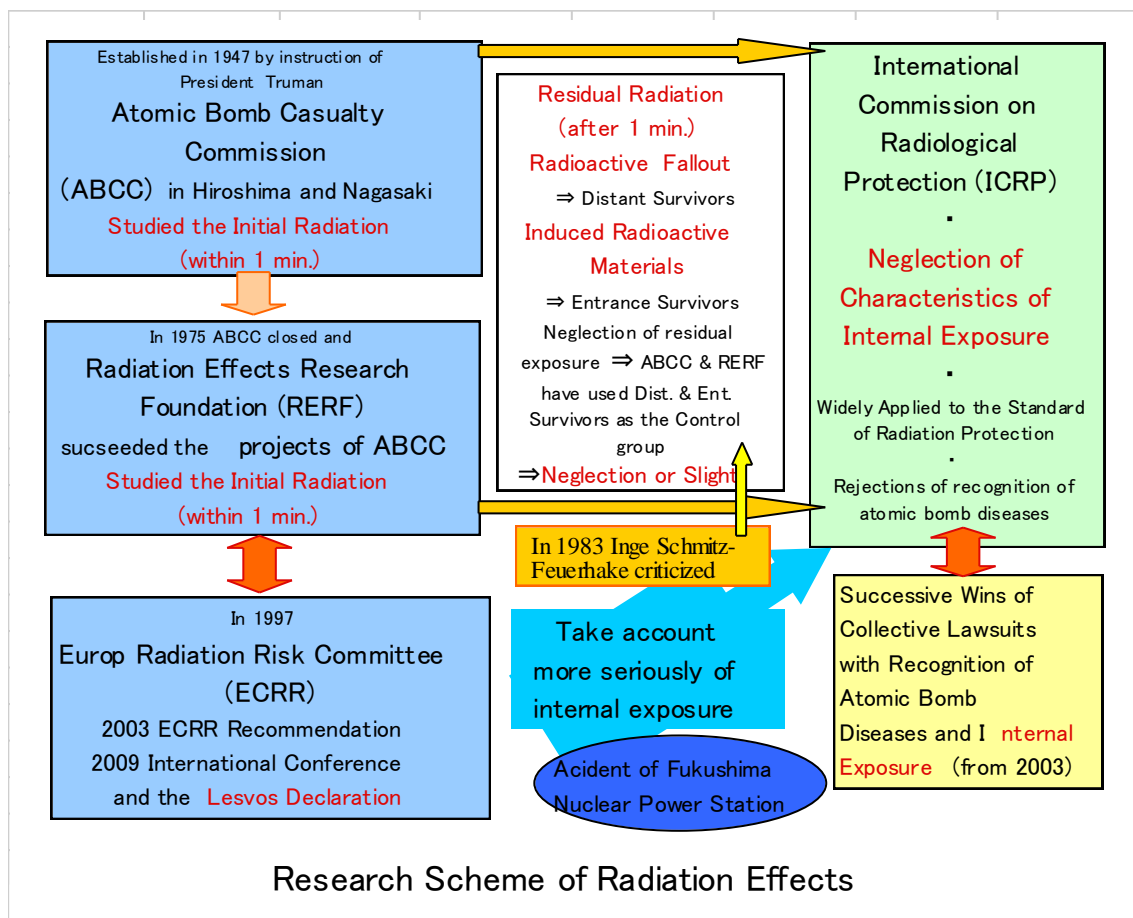 Established in 1947 by instruction of
President Truman
Atomic Bomb Casualty
Commission
(ABCC) in Hiroshima and Nagasaki
Studied the Initial Radiation
(within 1 min.)
In 1975 ABCC closed and
Radiation Effects Research
Foundation (RERF)
sucseeded the projects of ABCC
Studied the Initial Radiation
(within 1 min.)
In 1997
Europ Radiation Risk Committee
(ECRR)
2003 ECRR Recommendation
2009 International Conference
and the Lesvos Declaration
Residual Radiation
(after 1 min.)
Radioactive Fallout
⇒ Distant Survivors
Induced Radioactive
Materials
⇒ Entrance Survivors
Neglection of residual
exposure ⇒ ABCC & RERF
have used Dist. & Ent.
Survivors as the Control
group
⇒Neglection or Slight
In 1983 Inge Schmitz-
Feuerhake criticized
Take account
more seriously of
internal exposure
Acident of Fukushima
Nuclear Power Station
International
Commission on
Radiological
Protection (ICRP)
・
Neglection of
Characteristics of
Internal Exposure
・
Widely Applied to the Standard
of Radiation Protection
・
Rejections of recognition of
atomic bomb diseases
Successive Wins of
Collective Lawsuits
with Recognition of
Atomic Bomb
Diseases and I nternal
Exposure (from 2003)
Research Scheme of Radiation Effects